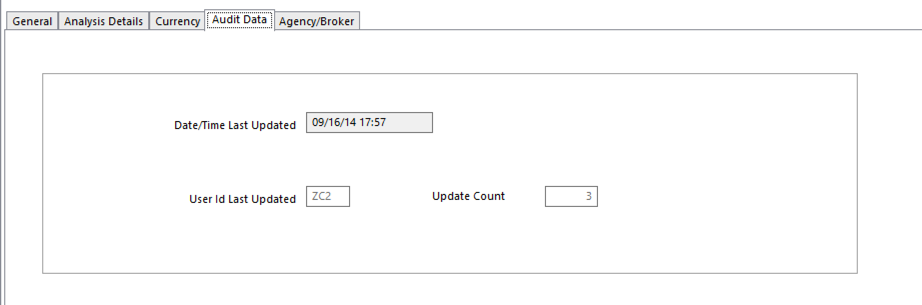 General Analysis Details Currency Audit Data Agency/Broker
Date/Time Last Updated 09/16/14 17:57
User Id Last Updated ZC2 Update Count 3